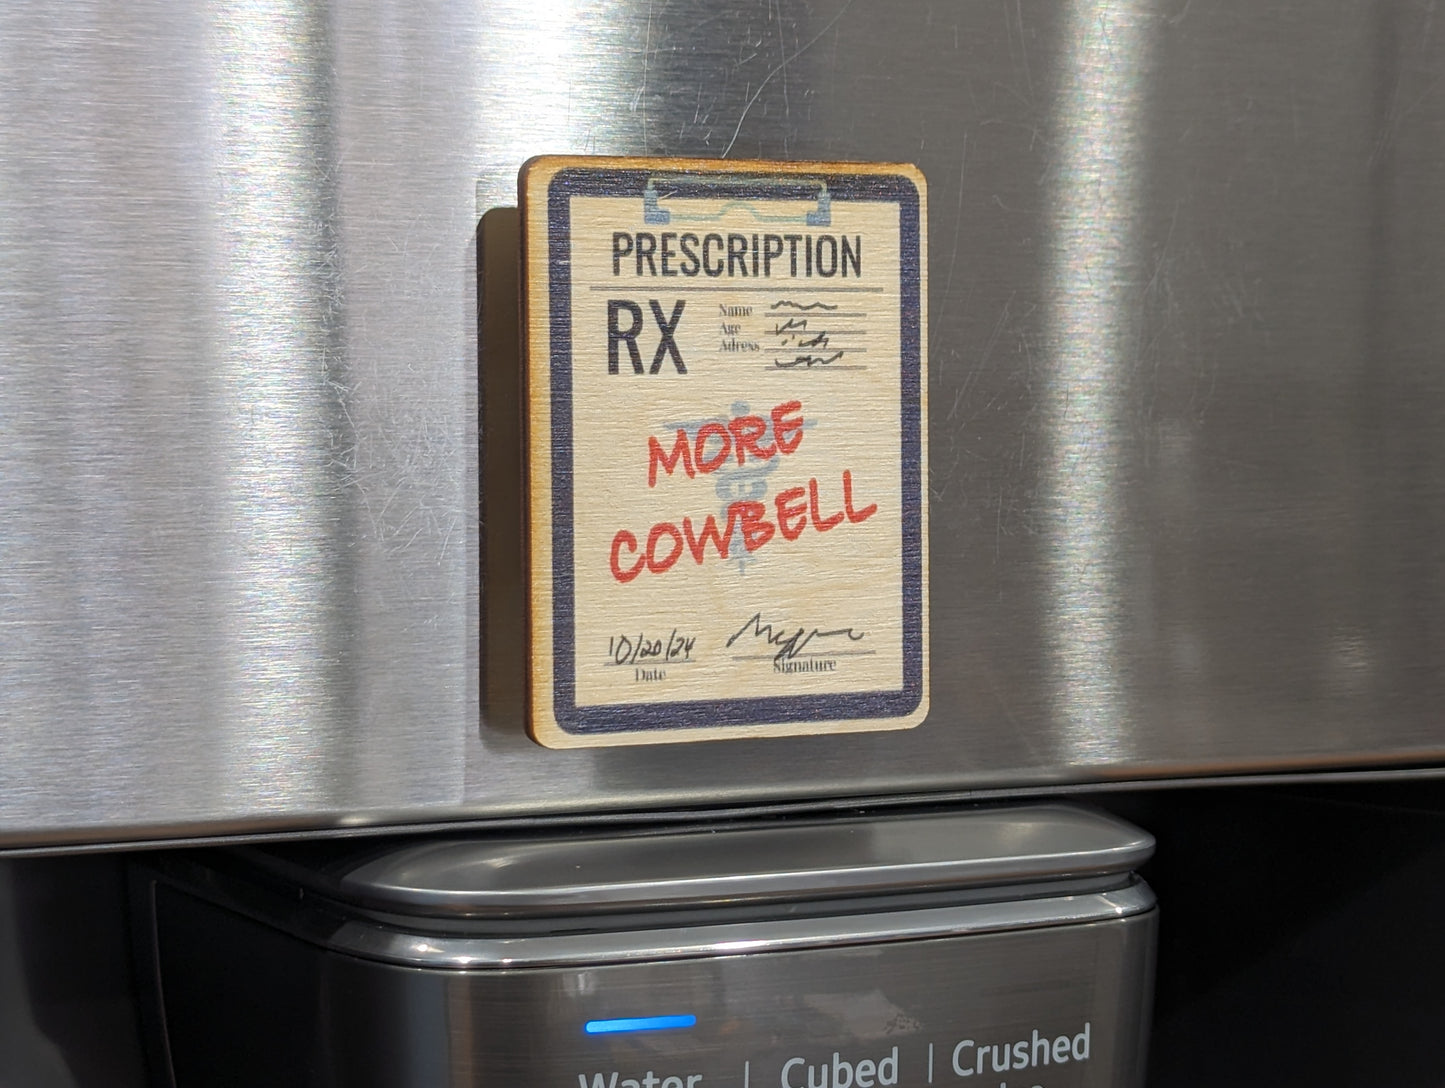 PRESCRIPTION
RX
Name
Age
Adress
MORE
COWBELL
10/20/24
Date
Signature
Water | Cubed | Crushed